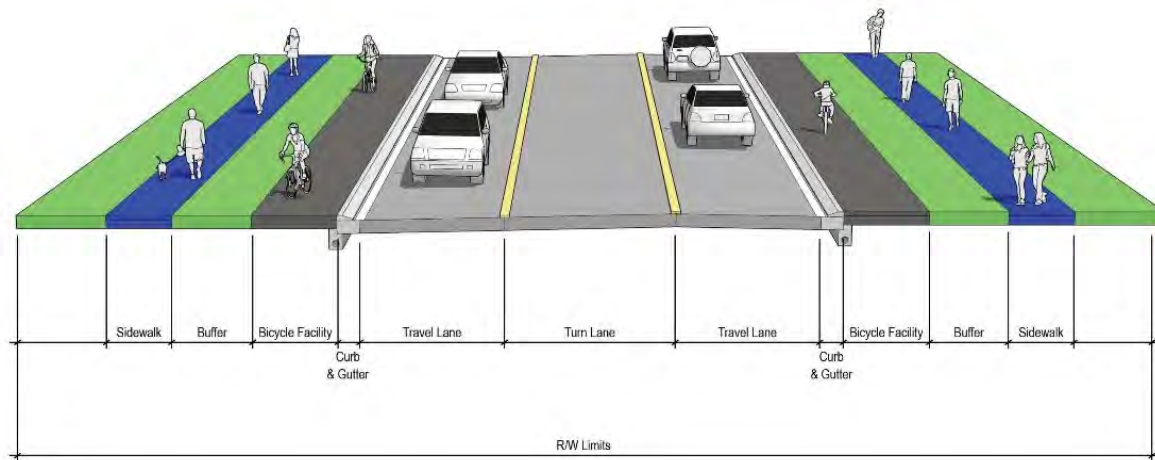 Sidewalk
Buffer
Bicycle Facility
Travel Lane
Turn Lane
Travel Lane
Bicycle Facility
Buffer
Sidewalk
Curb
& Gutter
Curb
& Gutter
R/W Limits